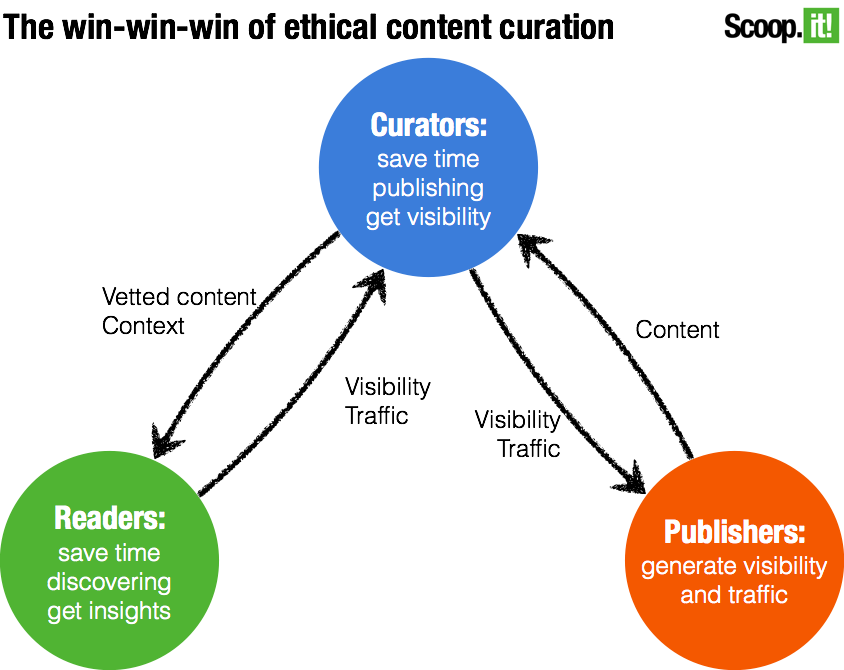 The win-win-win of ethical content curation
Scoop.it!
Curators:
save time
publishing
get visibility
Vetted content
Context
Visibility
Traffic
Visibility
Traffic
Content
Readers:
save time
discovering
get insights
Publishers:
generate visibility
and traffic